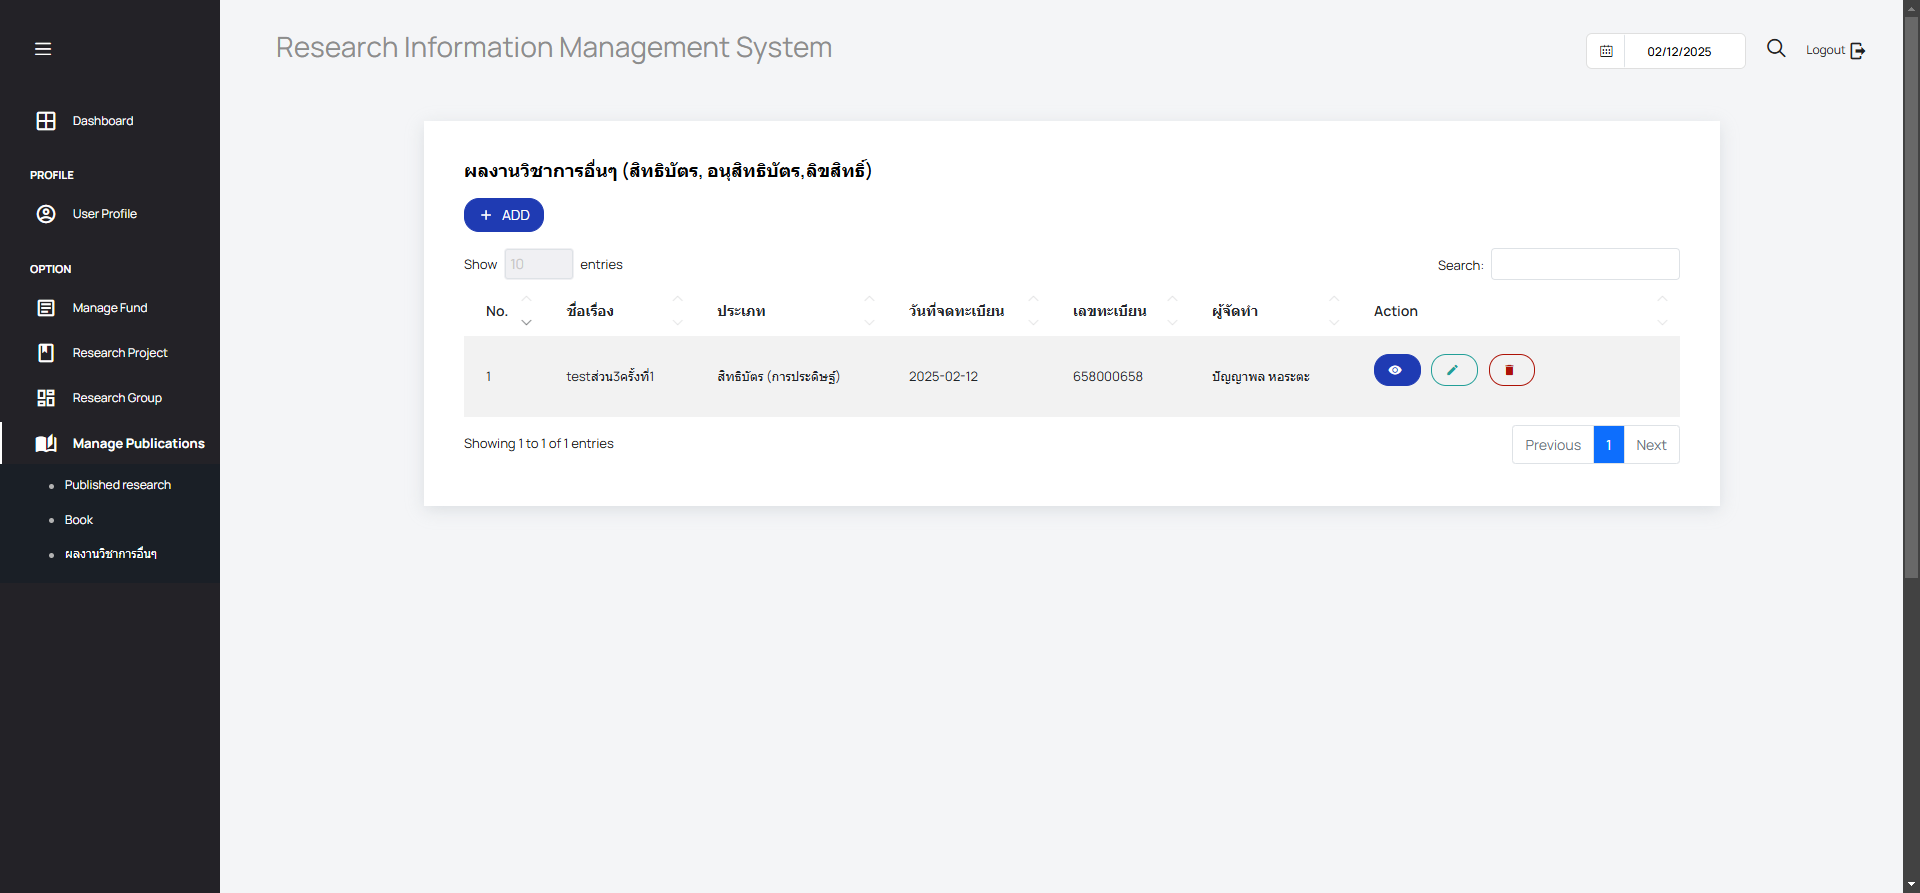 Research Information Management System
02/12/2025
Logout
Dashboard
PROFILE
User Profile
OPTION
Manage Fund
Research Project
Research Group
Manage Publications
Published research
Book
ผลงานวิชาการอื่นๆ
ผลงานวิชาการอื่นๆ (สิทธิบัตร, อนุสิทธิบัตร,ลิขสิทธิ์)
+ ADD
Show 10 entries
Search:
No. ชื่อเรื่อง ประเภท วันที่จดทะเบียน เลขทะเบียน ผู้จัดทำ Action
1 testส่วน3ครั้งที่1 สิทธิบัตร (การประดิษฐ์) 2025-02-12 658000658 ปัญญาพล หอระตะ
Showing 1 to 1 of 1 entries
Previous 1 Next